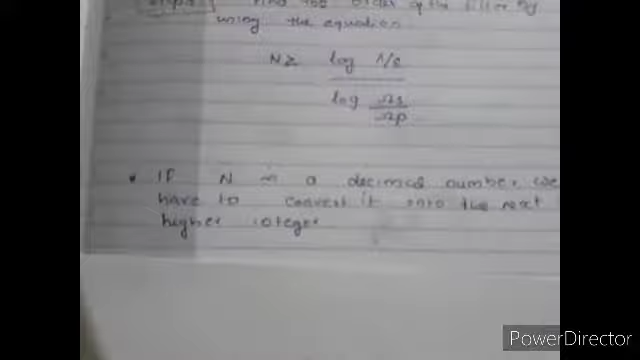 find the order of the filter by
using the equation
N ≥ log λ/ε
log Ωs
Ωp
• If N is a decimal number we
have to convert it into the next
higher integer
PowerDirector